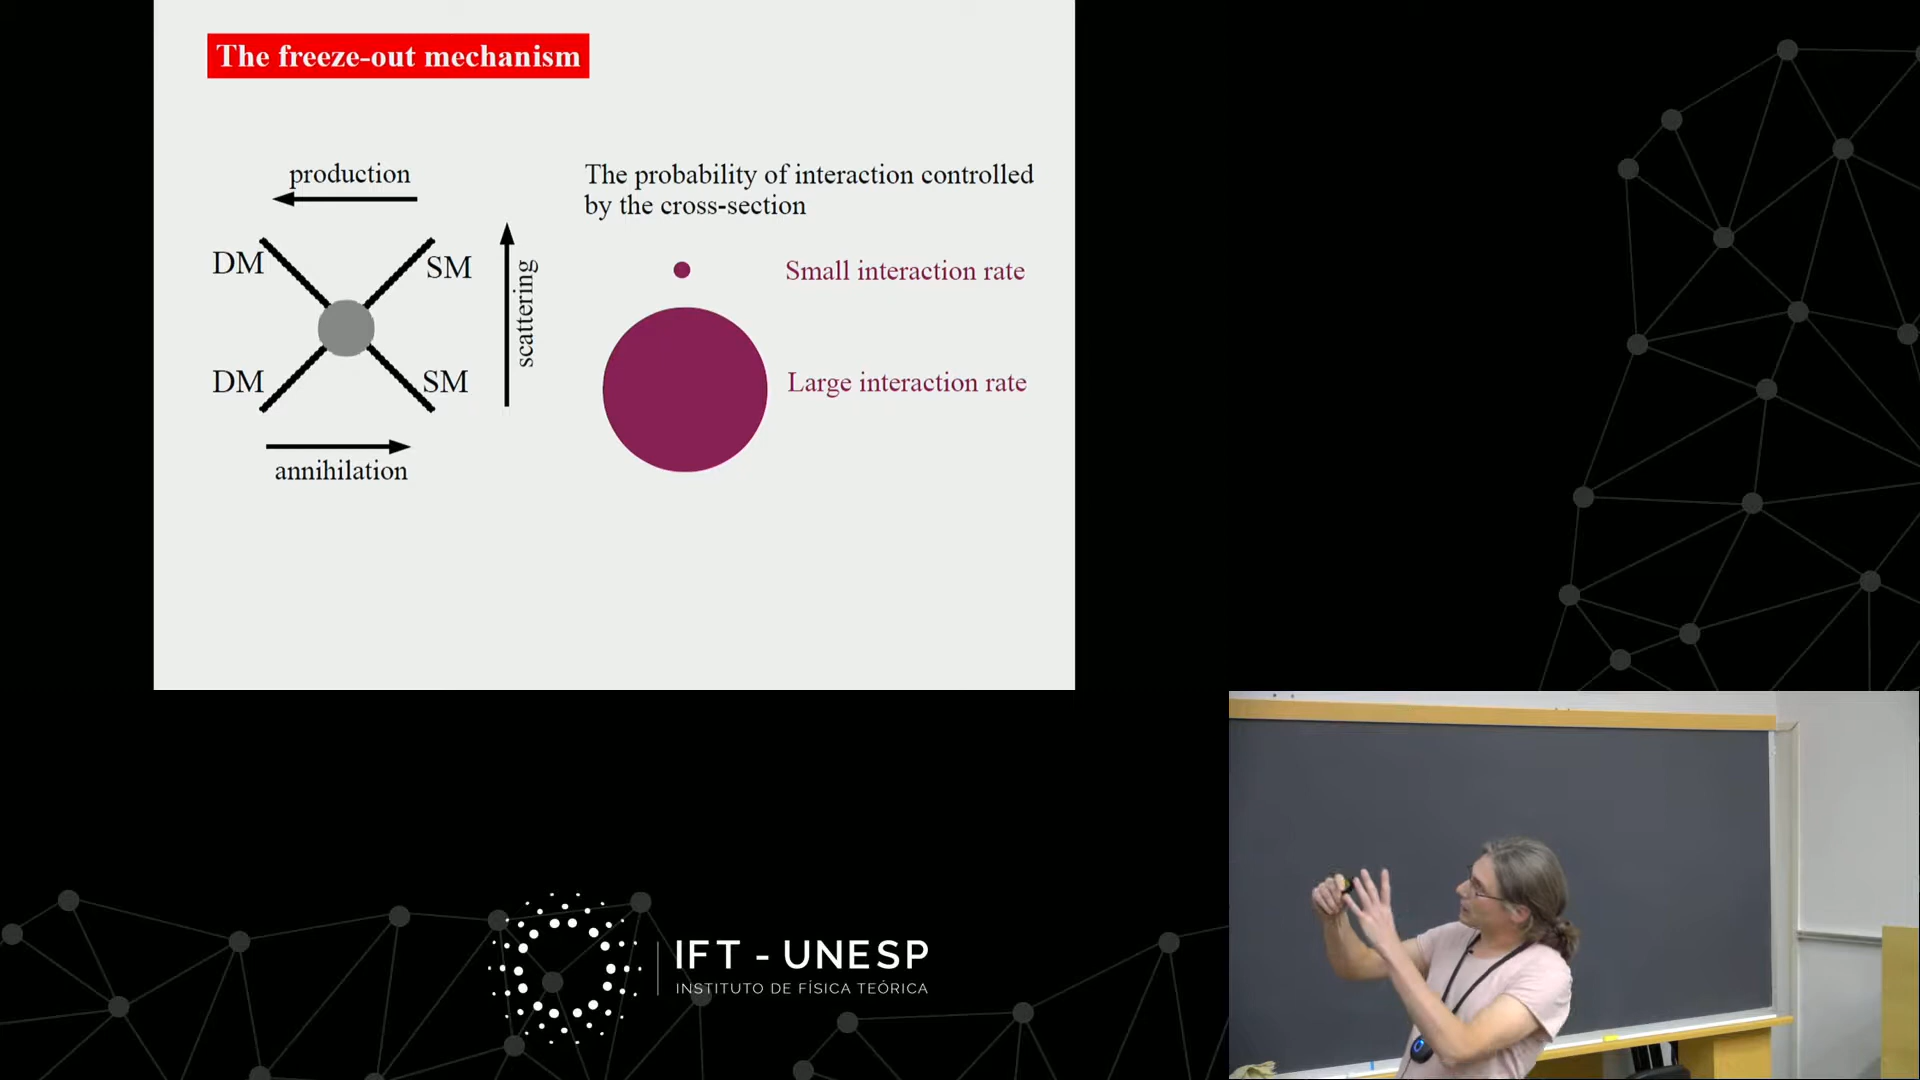 The freeze-out mechanism
production
DM
SM
scattering
DM
SM
annihilation
The probability of interaction controlled
by the cross-section
Small interaction rate
Large interaction rate
IFT - UNESP
INSTITUTO DE FÍSICA TEÓRICA